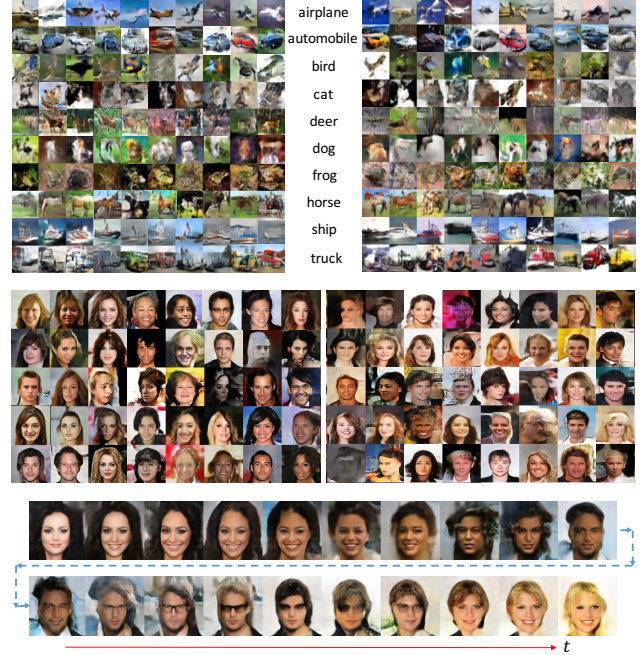 airplane
automobile
bird
cat
deer
dog
frog
horse
ship
truck
t